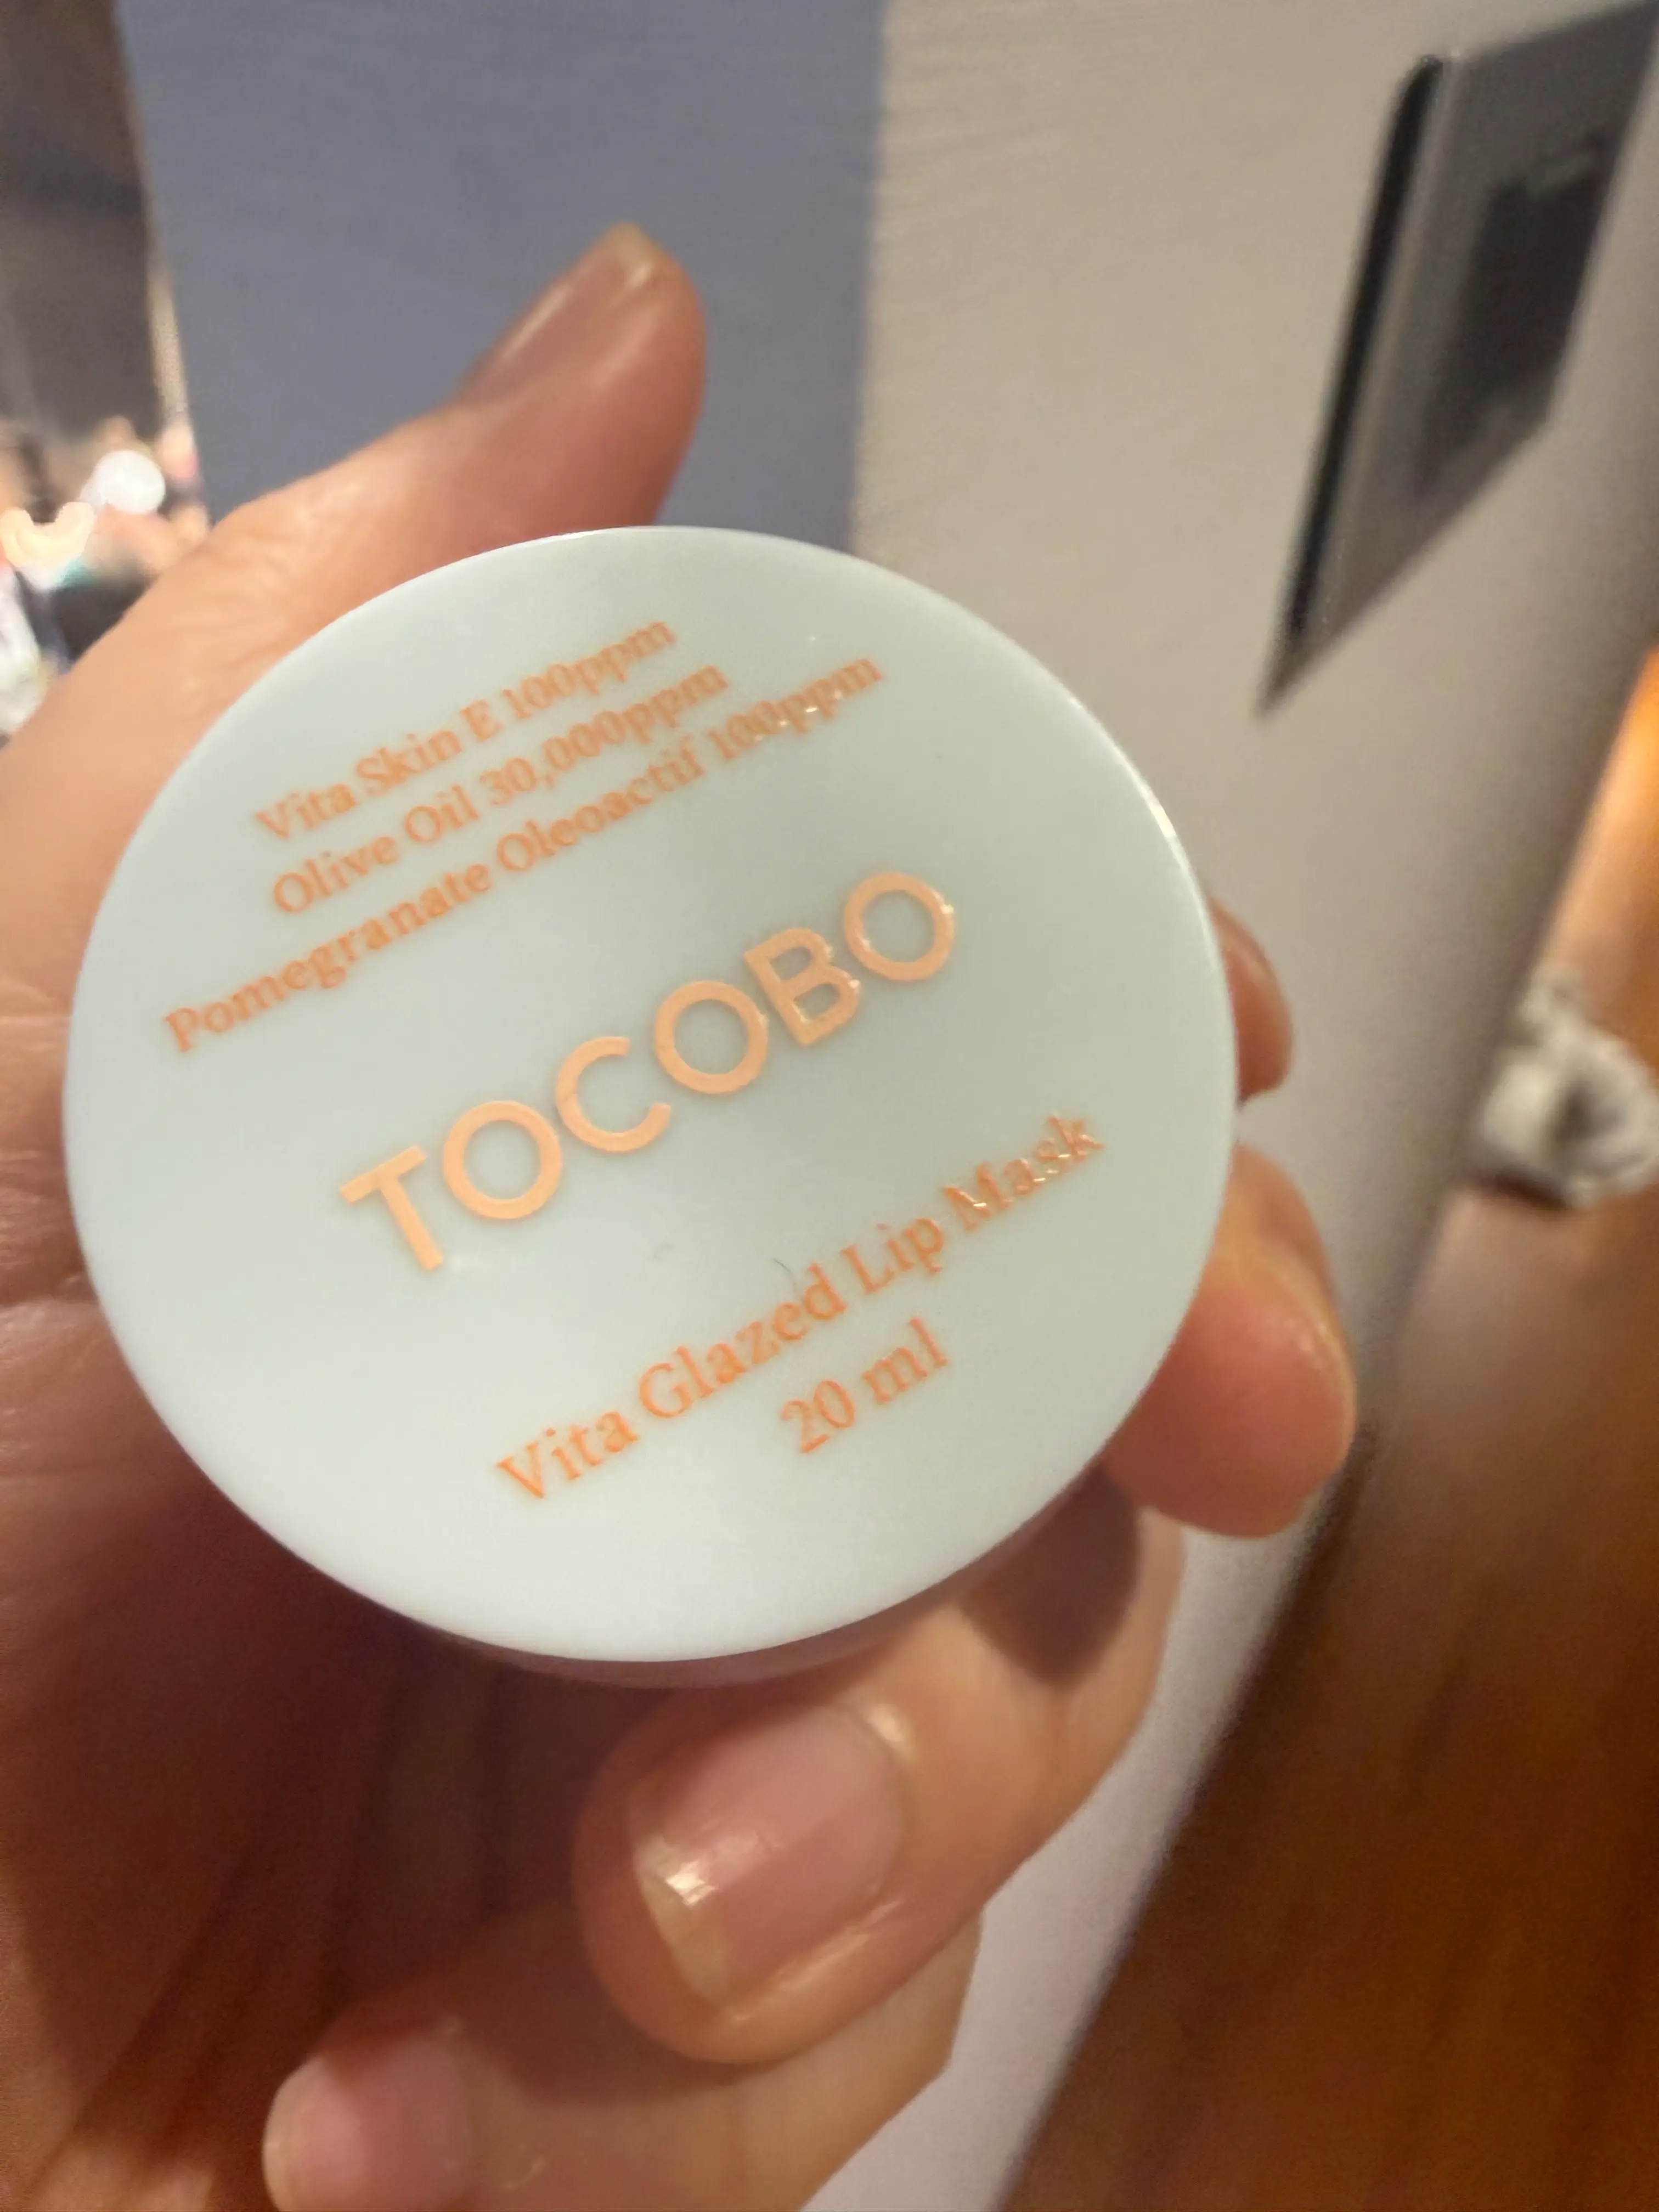 Vita Skin E 100ppm
Olive Oil 30,000ppm
Pomegranate Oleoactif 100ppm
TOCOBO
Vita Glazed Lip Mask
20 ml